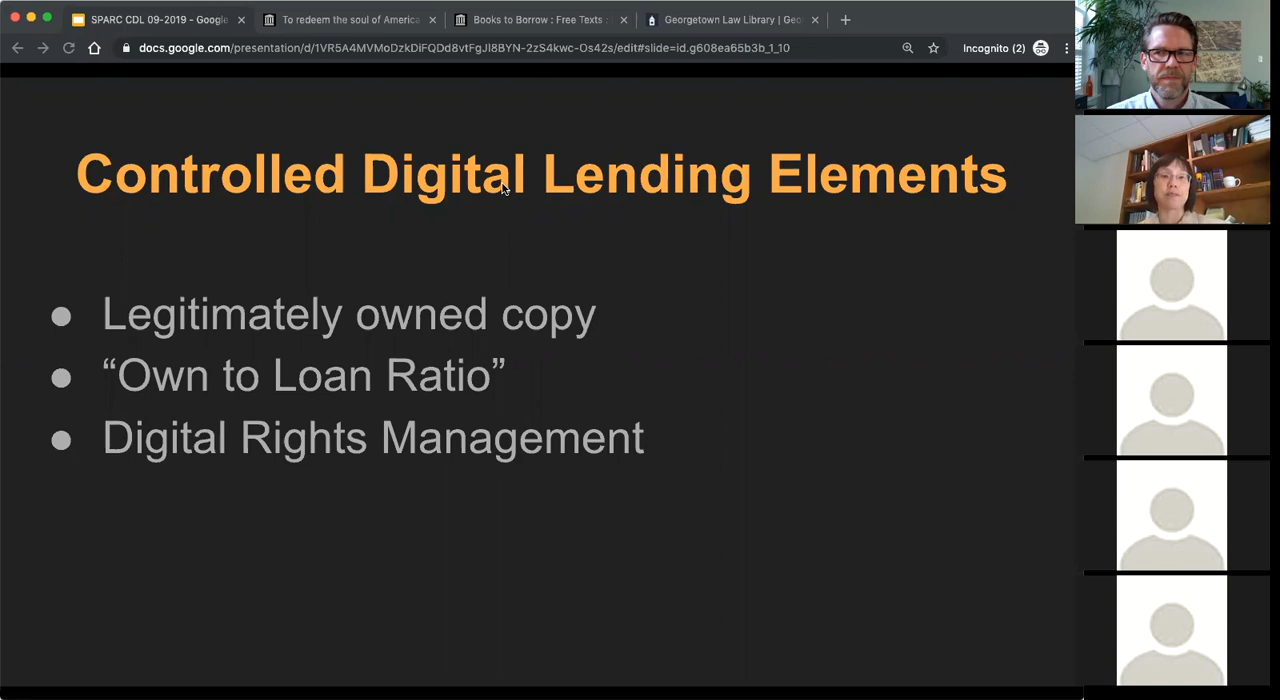 SPARC CDL 09-2019 - Google
To redeem the soul of America
Books to Borrow : Free Texts :
Georgetown Law Library | Geo
docs.google.com/presentation/d/1VR5A4MVMoDzkDiFQDd8vtFgJI8BYN-2zS4kwc-Os42s/edit#slide=id.g608ea65b3b_1_10
Incognito (2)
Controlled Digital Lending Elements
● Legitimately owned copy
● “Own to Loan Ratio”
● Digital Rights Management